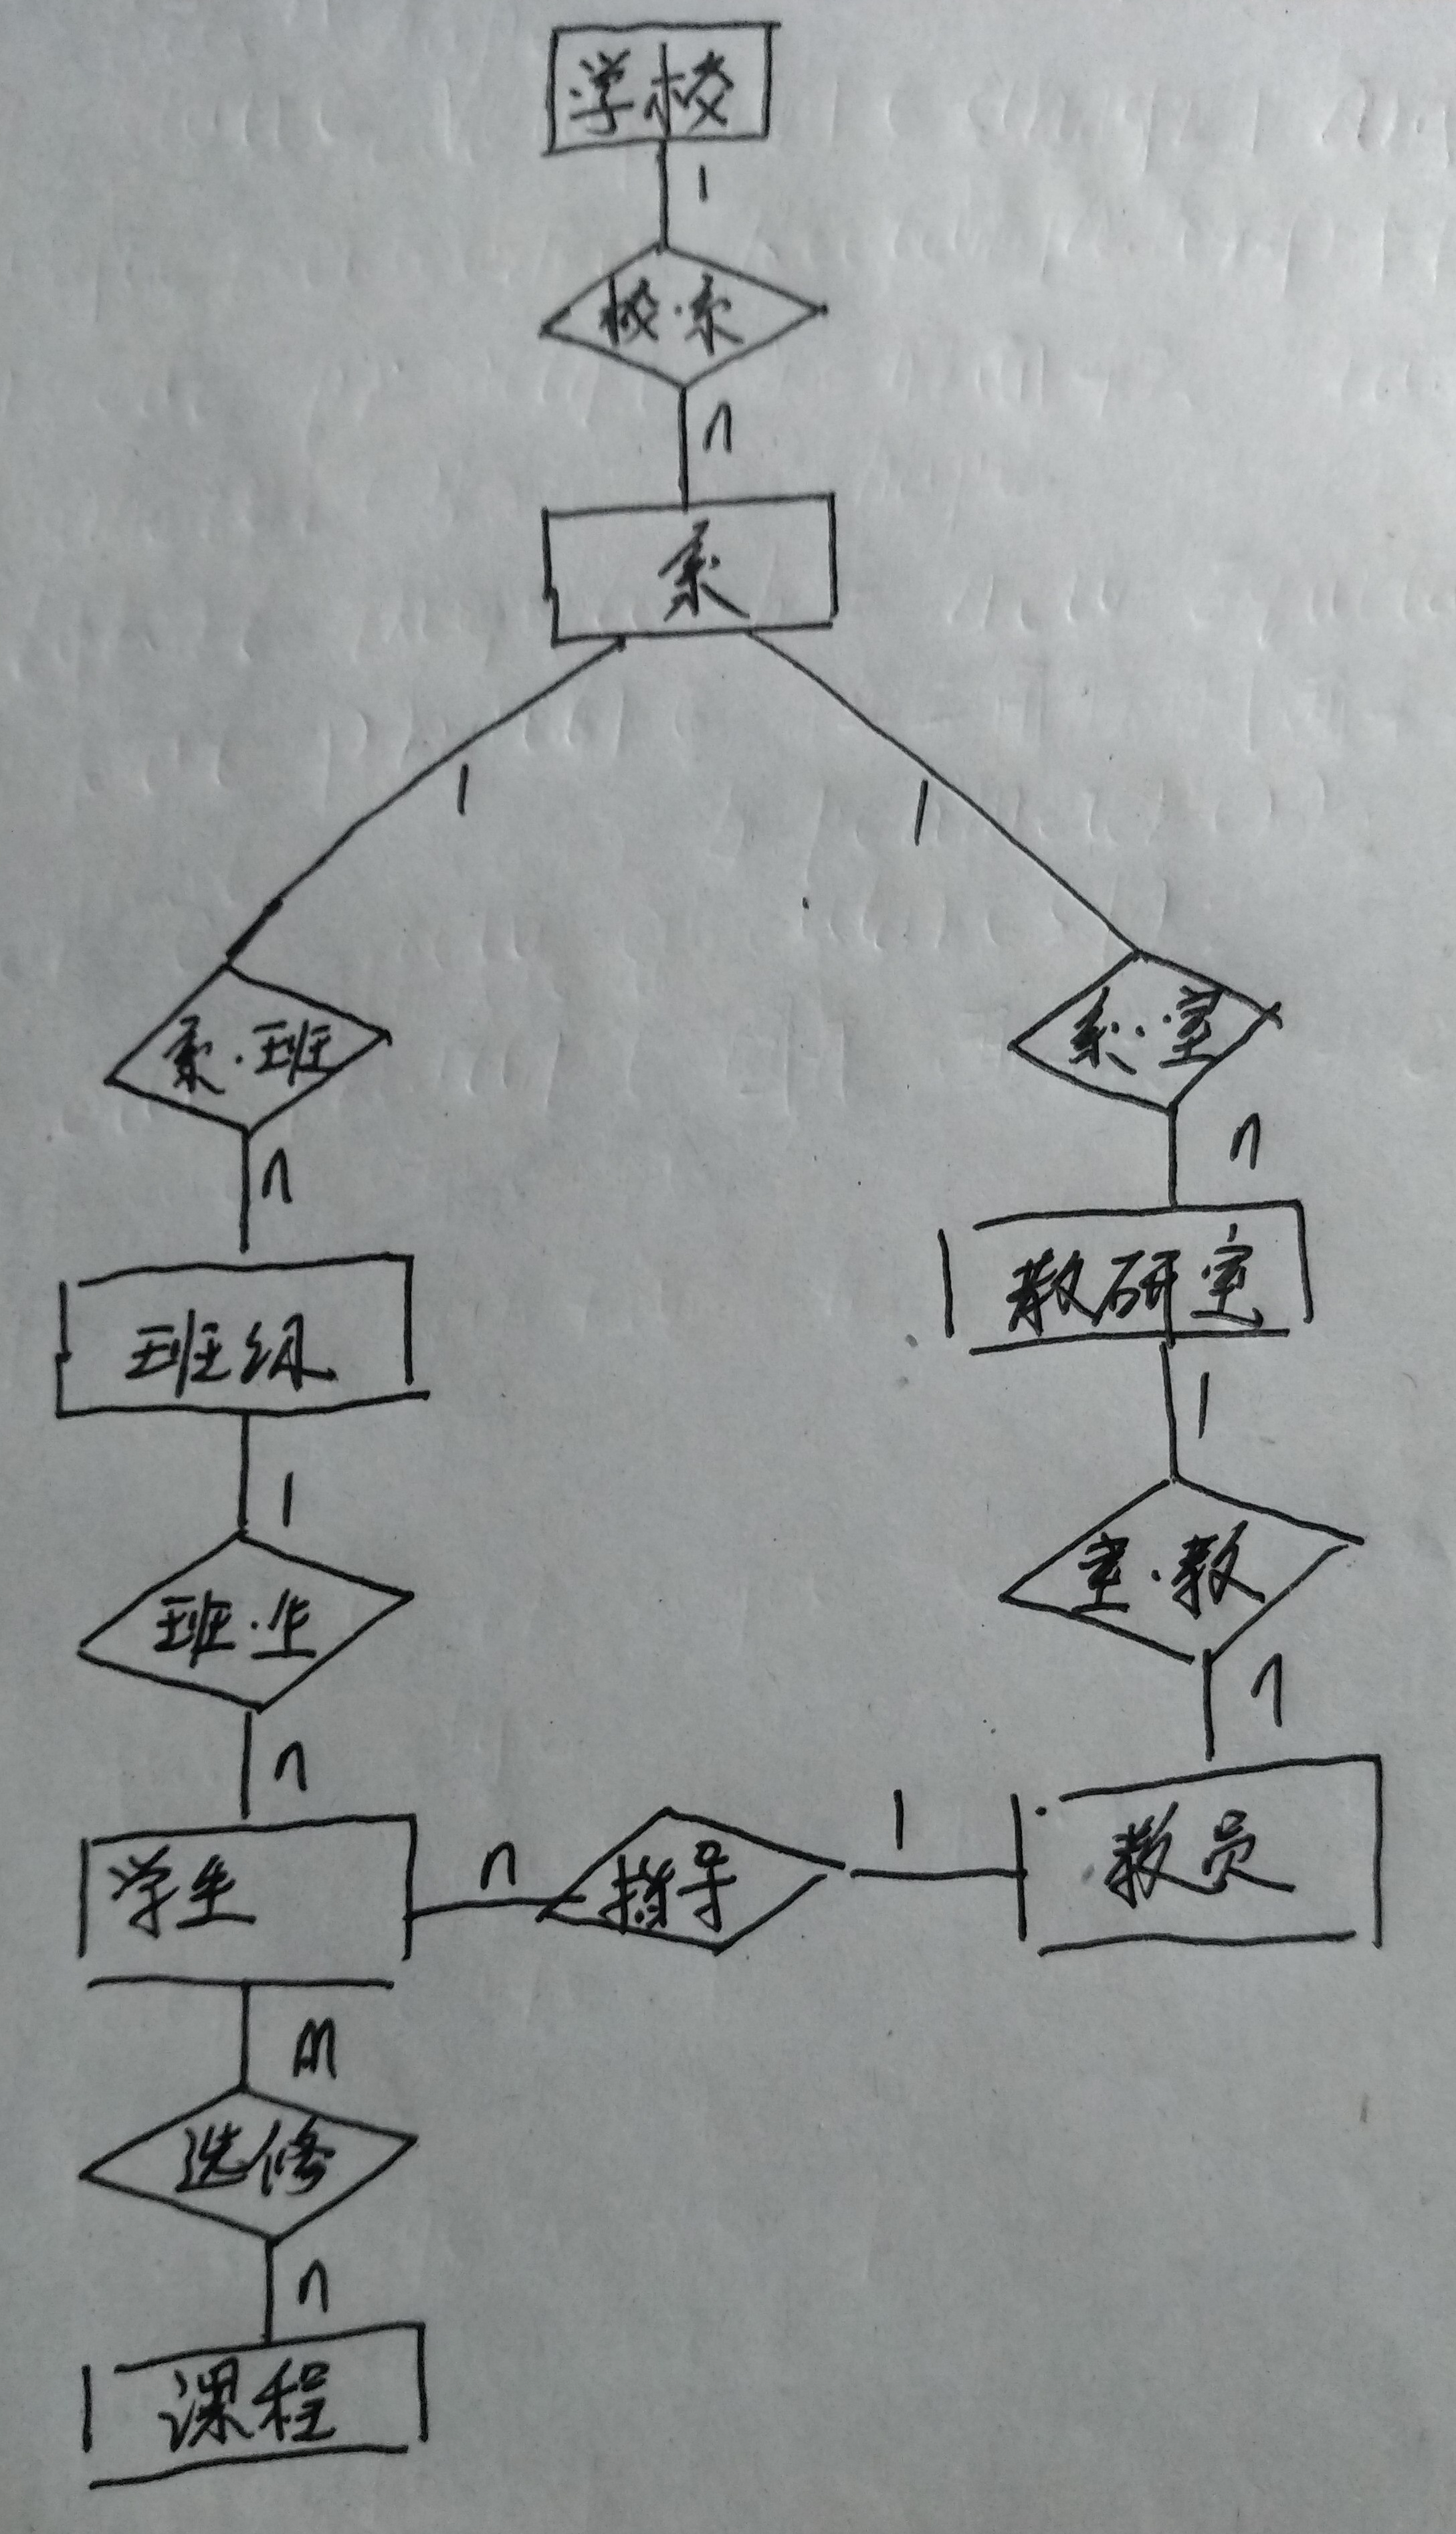 学校
1
校·系
n
系
1 1
系·班 系·室
n n
班级 教研室
1 1
班·生 室·教
n n
学生 n 指导 1 教员
m
选修
n
课程